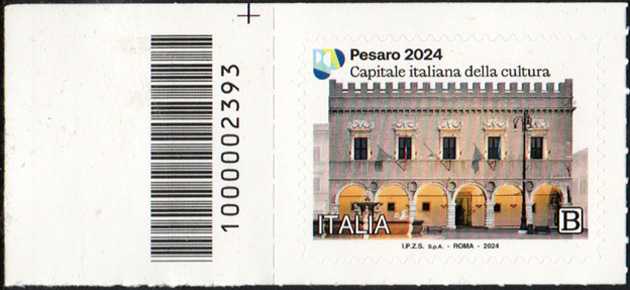 1000002393
Pesaro 2024
Capitale italiana della cultura
ITALIA B
I.P.Z.S. S.p.A. - ROMA - 2024